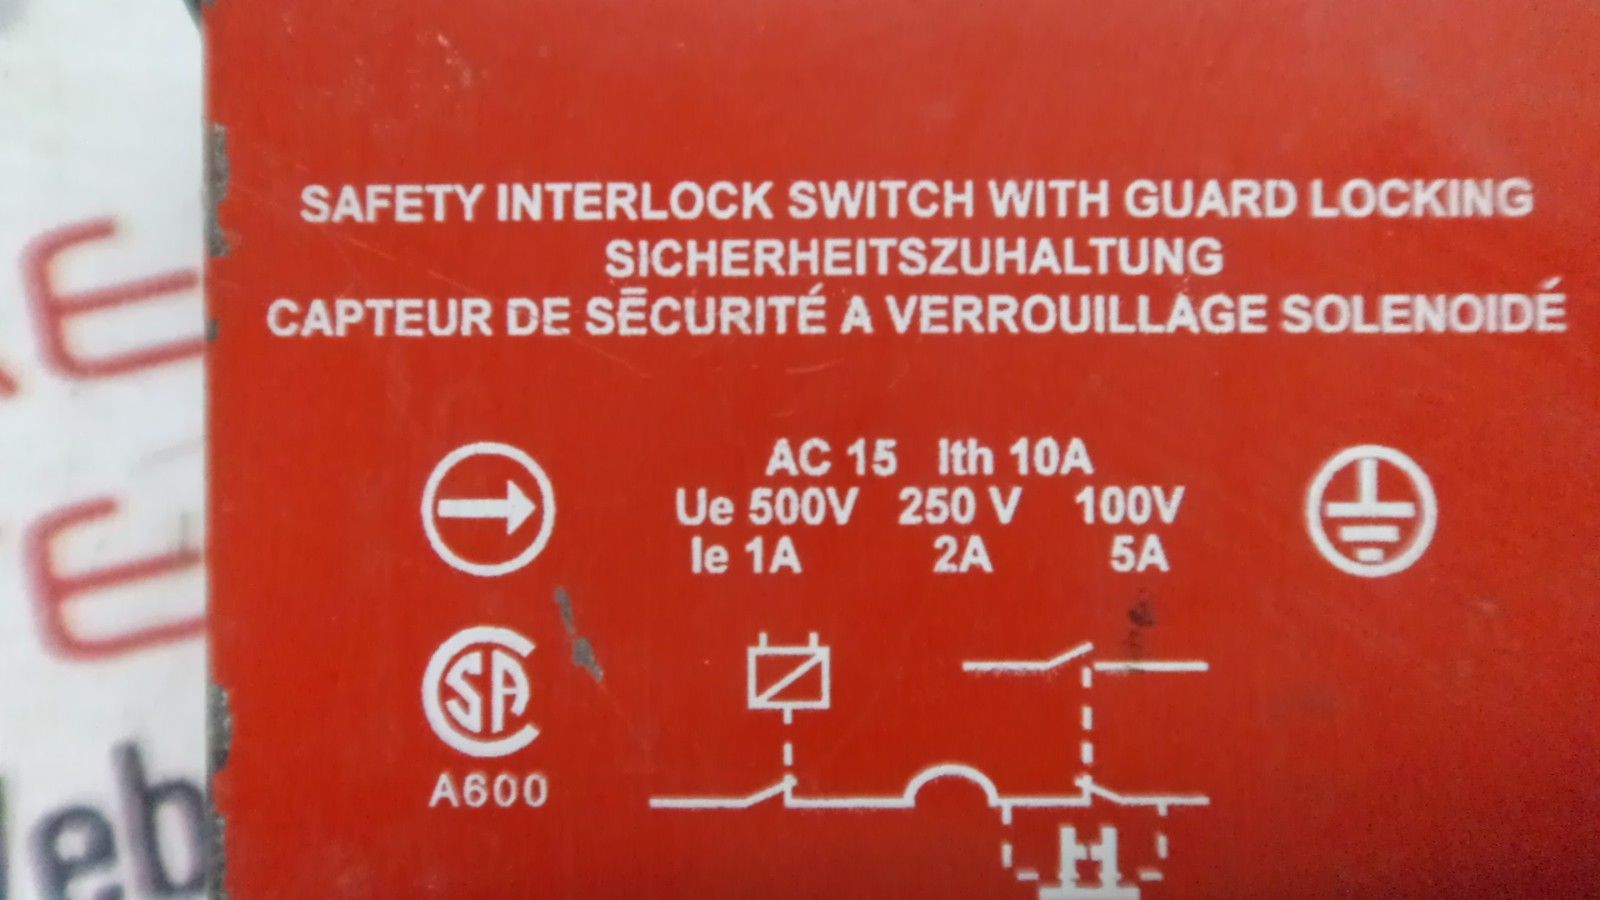 SAFETY INTERLOCK SWITCH WITH GUARD LOCKING
SICHERHEITSZUHALTUNG
CAPTEUR DE SĒCURITÉ A VERROUILLAGE SOLENOIDÉ
AC 15 Ith 10A
Ue 500V 250 V 100V
Ie 1A 2A 5A
SA
A600
E
E
eb